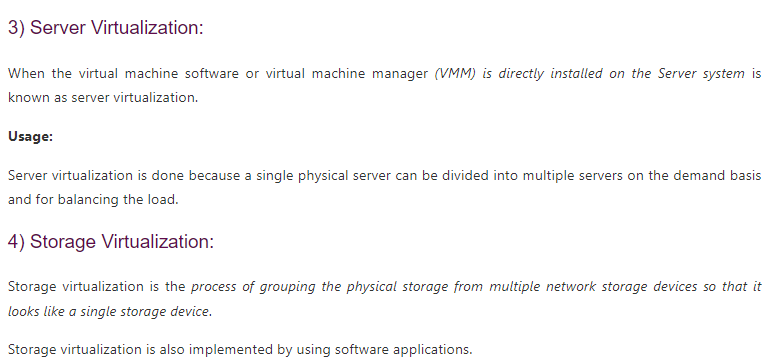 3) Server Virtualization:
When the virtual machine software or virtual machine manager (VMM) is directly installed on the Server system is
known as server virtualization.
Usage:
Server virtualization is done because a single physical server can be divided into multiple servers on the demand basis
and for balancing the load.
4) Storage Virtualization:
Storage virtualization is the process of grouping the physical storage from multiple network storage devices so that it
looks like a single storage device.
Storage virtualization is also implemented by using software applications.